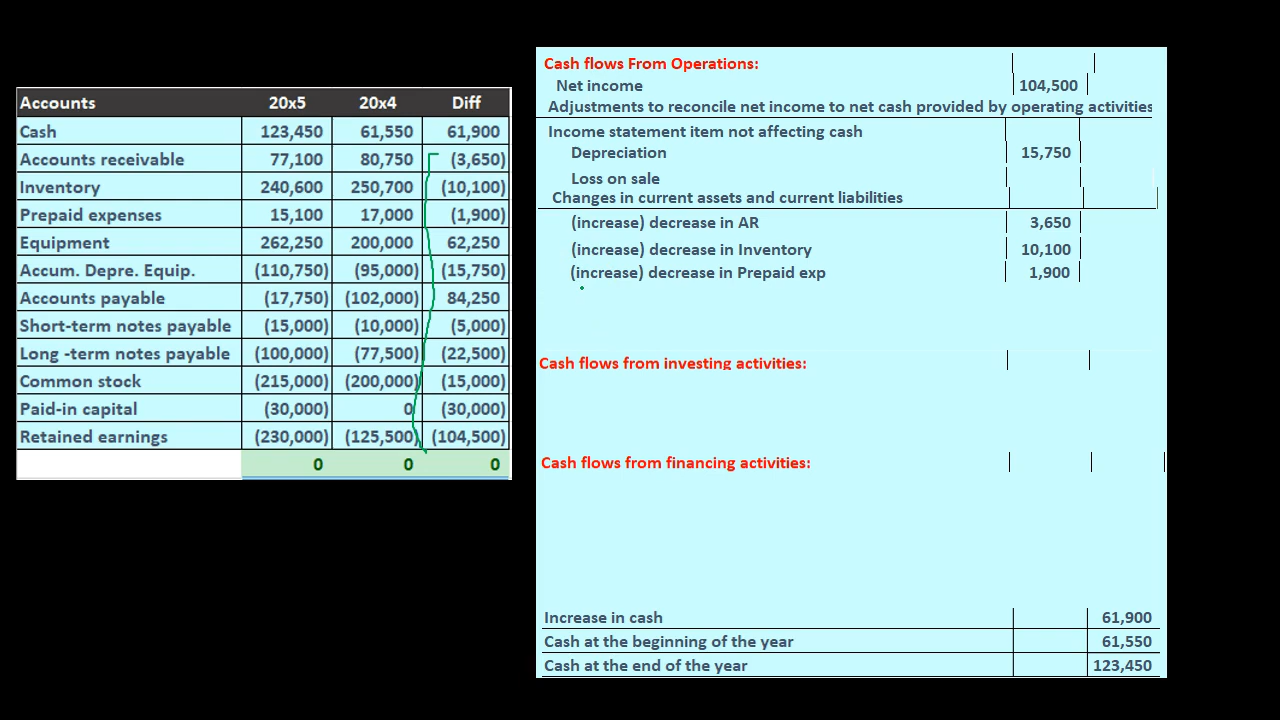 Accounts 20x5 20x4 Diff
Cash 123,450 61,550 61,900
Accounts receivable 77,100 80,750 (3,650)
Inventory 240,600 250,700 (10,100)
Prepaid expenses 15,100 17,000 (1,900)
Equipment 262,250 200,000 62,250
Accum. Depre. Equip. (110,750) (95,000) (15,750)
Accounts payable (17,750) (102,000) 84,250
Short-term notes payable (15,000) (10,000) (5,000)
Long -term notes payable (100,000) (77,500) (22,500)
Common stock (215,000) (200,000) (15,000)
Paid-in capital (30,000) 0 (30,000)
Retained earnings (230,000) (125,500) (104,500)
0 0 0
Cash flows From Operations:
Net income 104,500
Adjustments to reconcile net income to net cash provided by operating activities
Income statement item not affecting cash
Depreciation 15,750
Loss on sale
Changes in current assets and current liabilities
(increase) decrease in AR 3,650
(increase) decrease in Inventory 10,100
(increase) decrease in Prepaid exp 1,900
Cash flows from investing activities:
Cash flows from financing activities:
Increase in cash 61,900
Cash at the beginning of the year 61,550
Cash at the end of the year 123,450